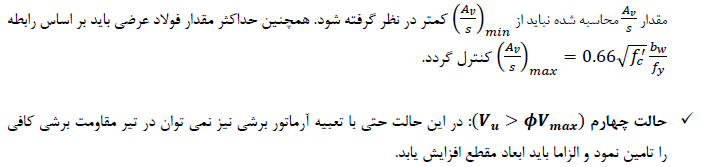 مقدار $\frac{A_v}{s}$ محاسبه شده نباید از $\left(\frac{A_v}{s}\right)_{min}$ کمتر در نظر گرفته شود. همچنین حداکثر مقدار فولاد عرضی باید بر اساس رابطه
$\left(\frac{A_v}{s}\right)_{max} = 0.66\sqrt{f'_c}\frac{b_w}{f_y}$ کنترل گردد.
✓ حالت چهارم ($V_u > \phi V_{max}$): در این حالت حتی با تعبیه آرماتور برشی نیز نمی توان در تیر مقاومت برشی کافی
را تامین نمود و الزاما باید ابعاد مقطع افزایش یابد.